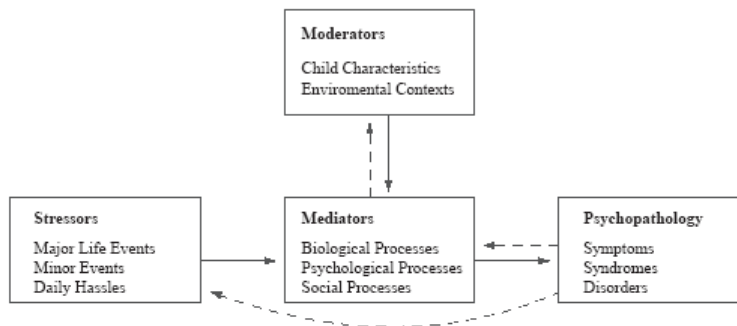 Moderators
Child Characteristics
Enviromental Contexts
Stressors
Major Life Events
Minor Events
Daily Hassles
Mediators
Biological Processes
Psychological Processes
Social Processes
Psychopathology
Symptoms
Syndromes
Disorders